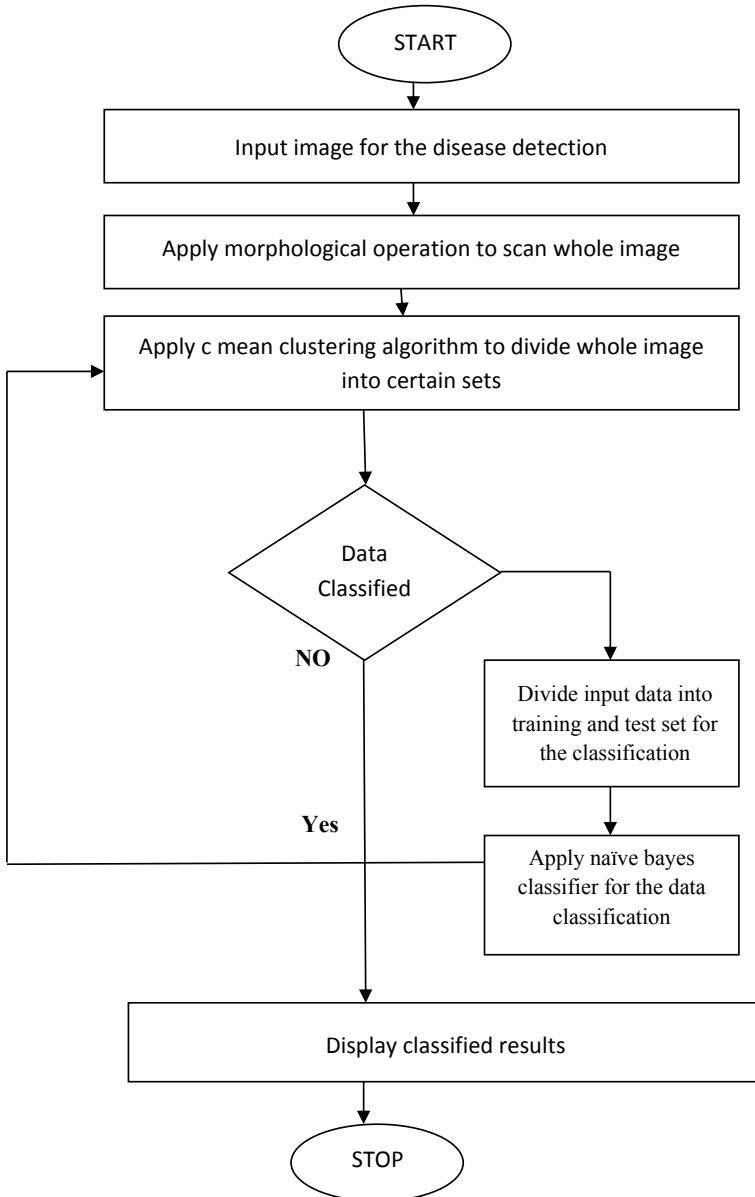 START
Input image for the disease detection
Apply morphological operation to scan whole image
Apply c mean clustering algorithm to divide whole image
into certain sets
Data
Classified
NO
Divide input data into
training and test set for
the classification
Yes
Apply naïve bayes
classifier for the data
classification
Display classified results
STOP